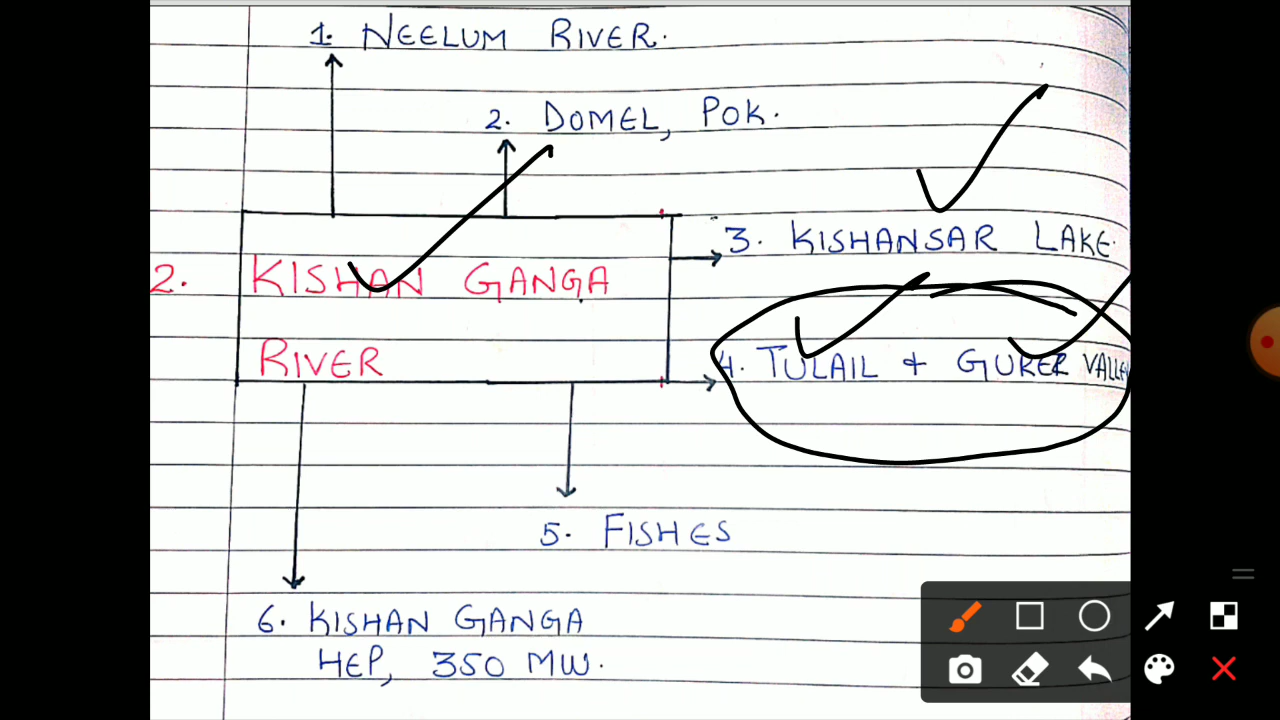 1. NEELUM RIVER.
2. DOMEL, POK.
3. KISHANSAR LAKE.
2. KISHAN GANGA
RIVER
4. TULAIL & GURER VALLEY
5. FISHES
6. KISHAN GANGA
HEP, 350 MW.